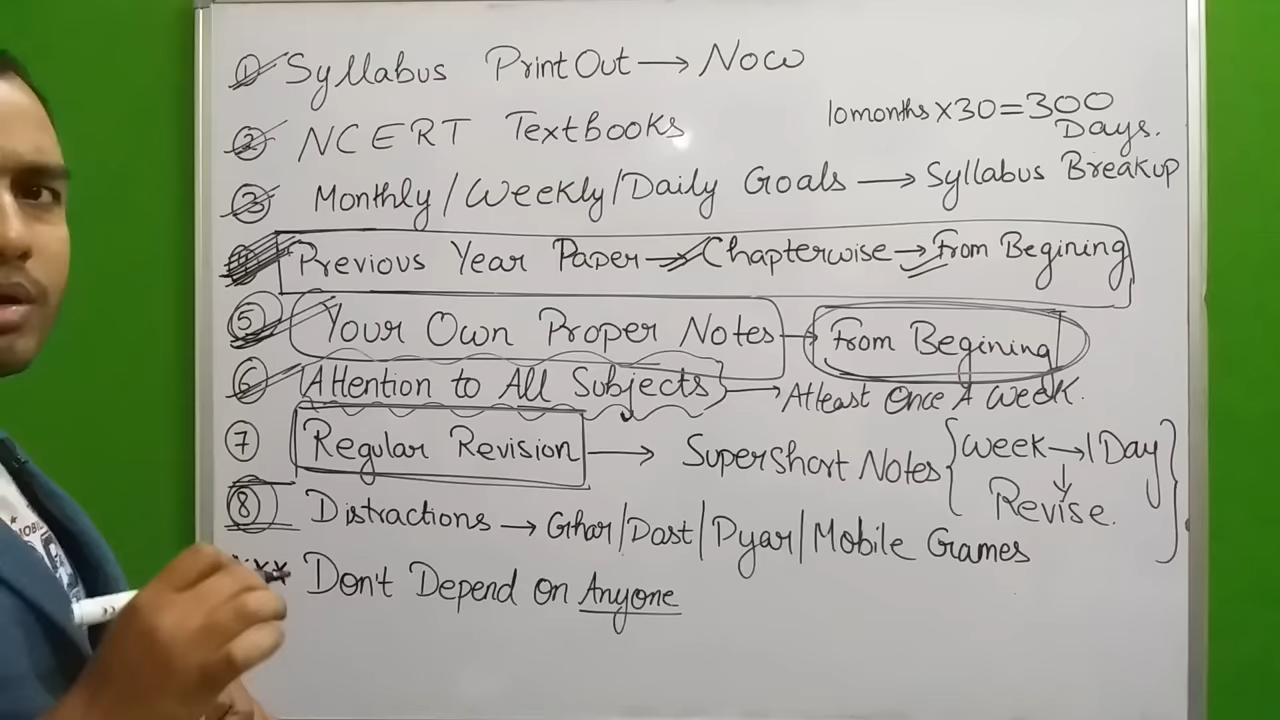 ① Syllabus PrintOut → Now
10months×30=300 Days.
② NCERT Textbooks
③ Monthly/Weekly/Daily Goals → Syllabus Breakup
④ Previous Year Paper → Chapterwise → From Begining
⑤ Your Own Proper Notes → From Begining
⑥ Attention to All Subjects → Atleast Once A week.
⑦ Regular Revision → Supershort Notes {week → 1 Day ↓ Revise.}
⑧ Distractions → Ghar/Dost/Pyar/Mobile Games
*** Don't Depend on Anyone
MOBIL